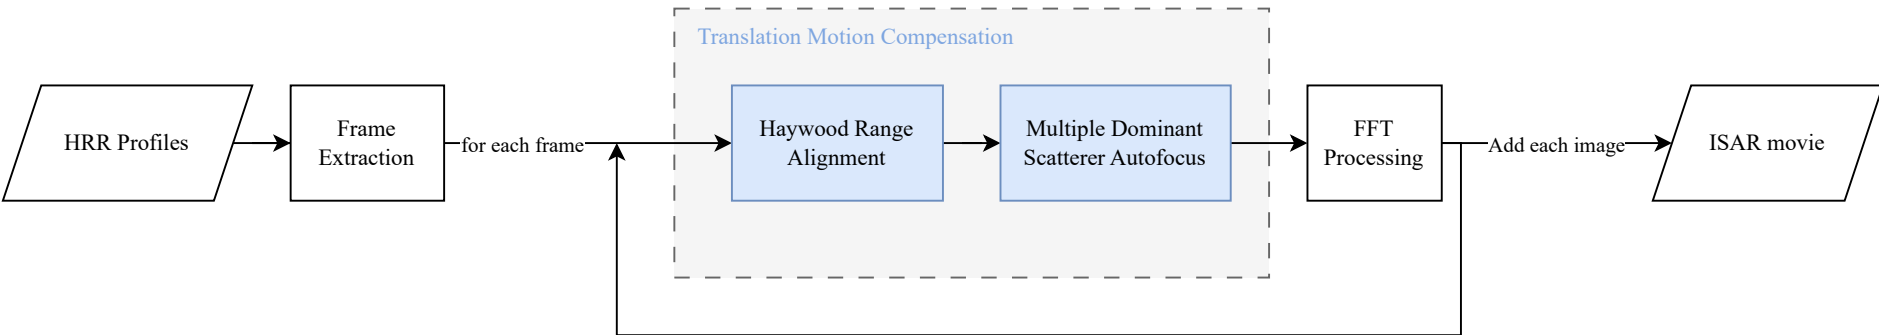 Translation Motion Compensation
HRR Profiles
Frame
Extraction
for each frame
Haywood Range
Alignment
Multiple Dominant
Scatterer Autofocus
FFT
Processing
Add each image
ISAR movie